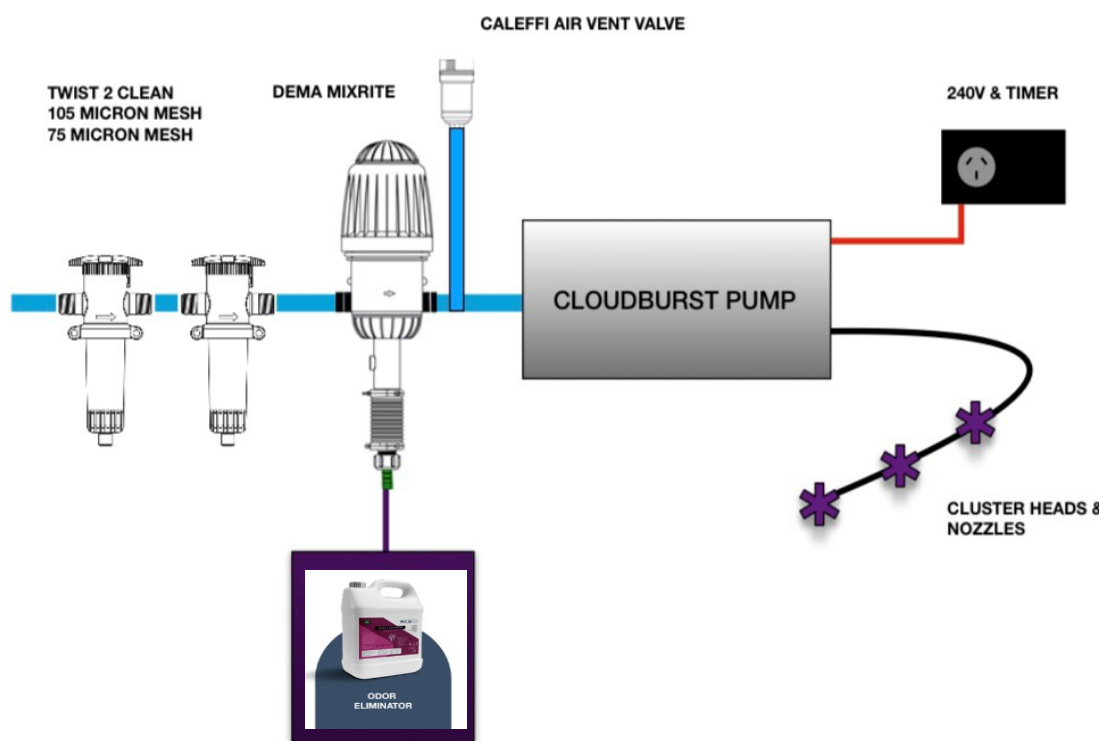 CALEFFI AIR VENT VALVE
TWIST 2 CLEAN
105 MICRON MESH
75 MICRON MESH
DEMA MIXRITE
240V & TIMER
CLOUDBURST PUMP
CLUSTER HEADS &
NOZZLES
ODOR
ELIMINATOR